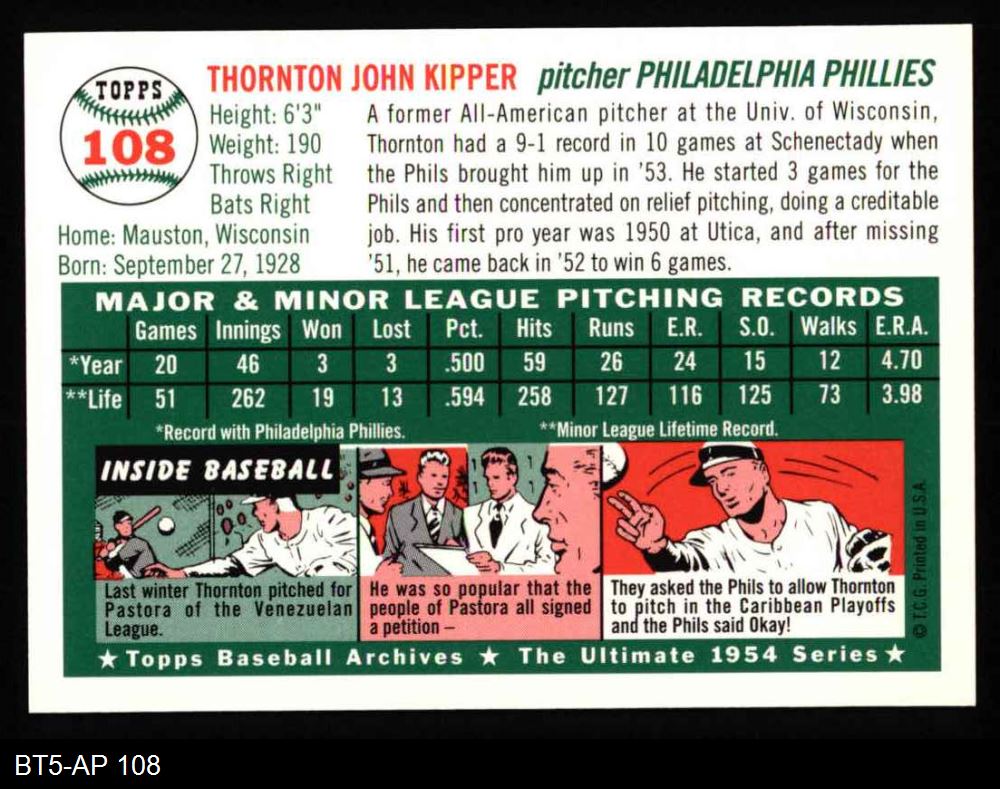 TOPPS
108
THORNTON JOHN KIPPER pitcher PHILADELPHIA PHILLIES
Height: 6'3"
Weight: 190
Throws Right
Bats Right
Home: Mauston, Wisconsin
Born: September 27, 1928
A former All-American pitcher at the Univ. of Wisconsin,
Thornton had a 9-1 record in 10 games at Schenectady when
the Phils brought him up in '53. He started 3 games for the
Phils and then concentrated on relief pitching, doing a creditable
job. His first pro year was 1950 at Utica, and after missing
'51, he came back in '52 to win 6 games.
MAJOR & MINOR LEAGUE PITCHING RECORDS
Games Innings Won Lost Pct. Hits Runs E.R. S.O. Walks E.R.A.
*Year 20 46 3 3 .500 59 26 24 15 12 4.70
**Life 51 262 19 13 .594 258 127 116 125 73 3.98
*Record with Philadelphia Phillies. **Minor League Lifetime Record.
INSIDE BASEBALL
Last winter Thornton pitched for
Pastora of the Venezuelan
League.
He was so popular that the
people of Pastora all signed
a petition –
They asked the Phils to allow Thornton
to pitch in the Caribbean Playoffs
and the Phils said Okay!
© T.C.G. Printed in U.S.A.
★ Topps Baseball Archives ★ The Ultimate 1954 Series ★
BT5-AP 108